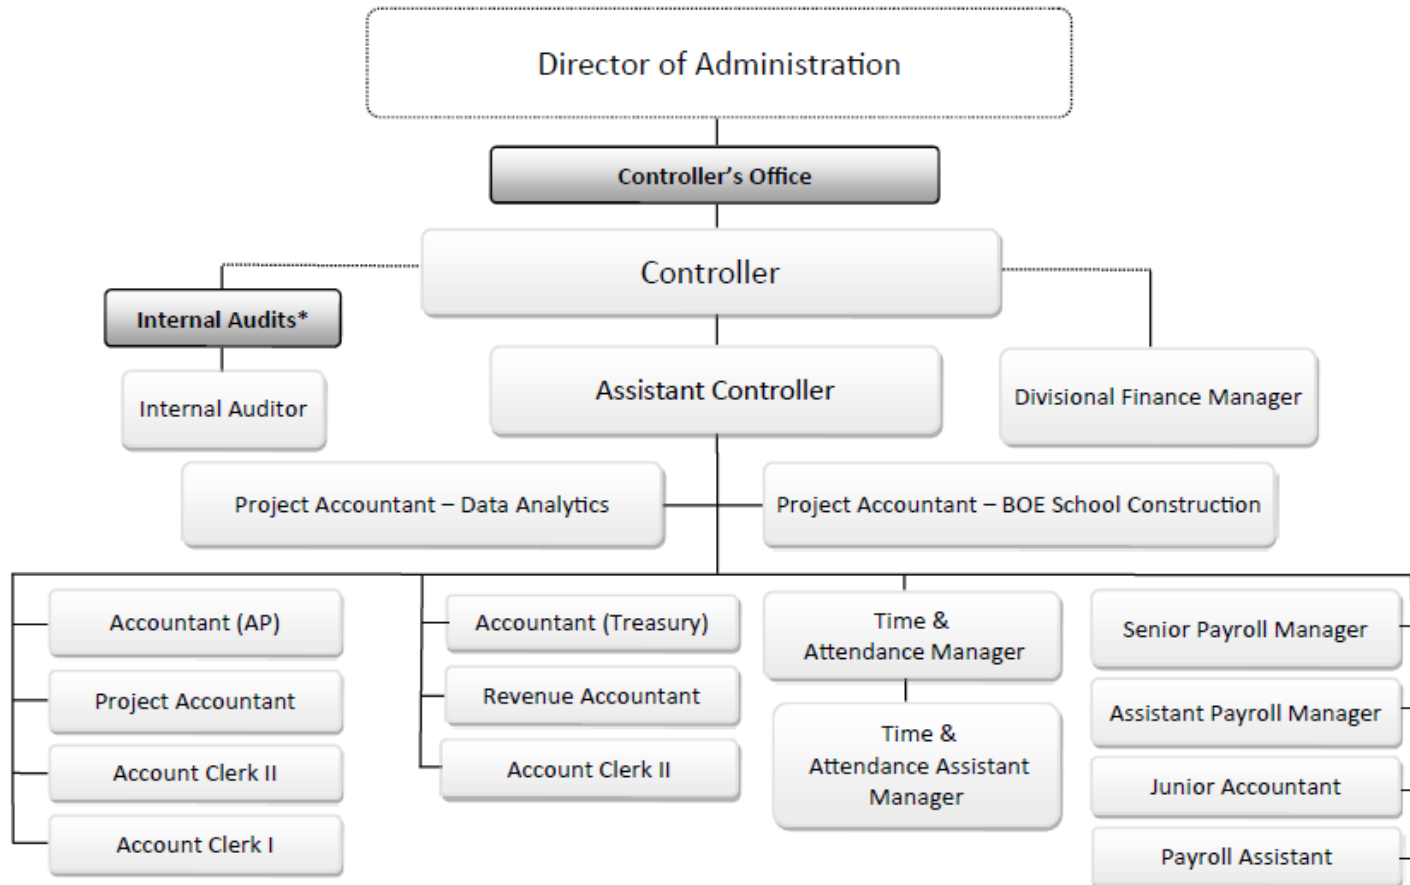 Director of Administration
Controller’s Office
Controller
Internal Audits*
Internal Auditor
Assistant Controller
Divisional Finance Manager
Project Accountant – Data Analytics
Project Accountant – BOE School Construction
Accountant (AP)
Project Accountant
Account Clerk II
Account Clerk I
Accountant (Treasury)
Revenue Accountant
Account Clerk II
Time &
Attendance Manager
Time &
Attendance Assistant
Manager
Senior Payroll Manager
Assistant Payroll Manager
Junior Accountant
Payroll Assistant